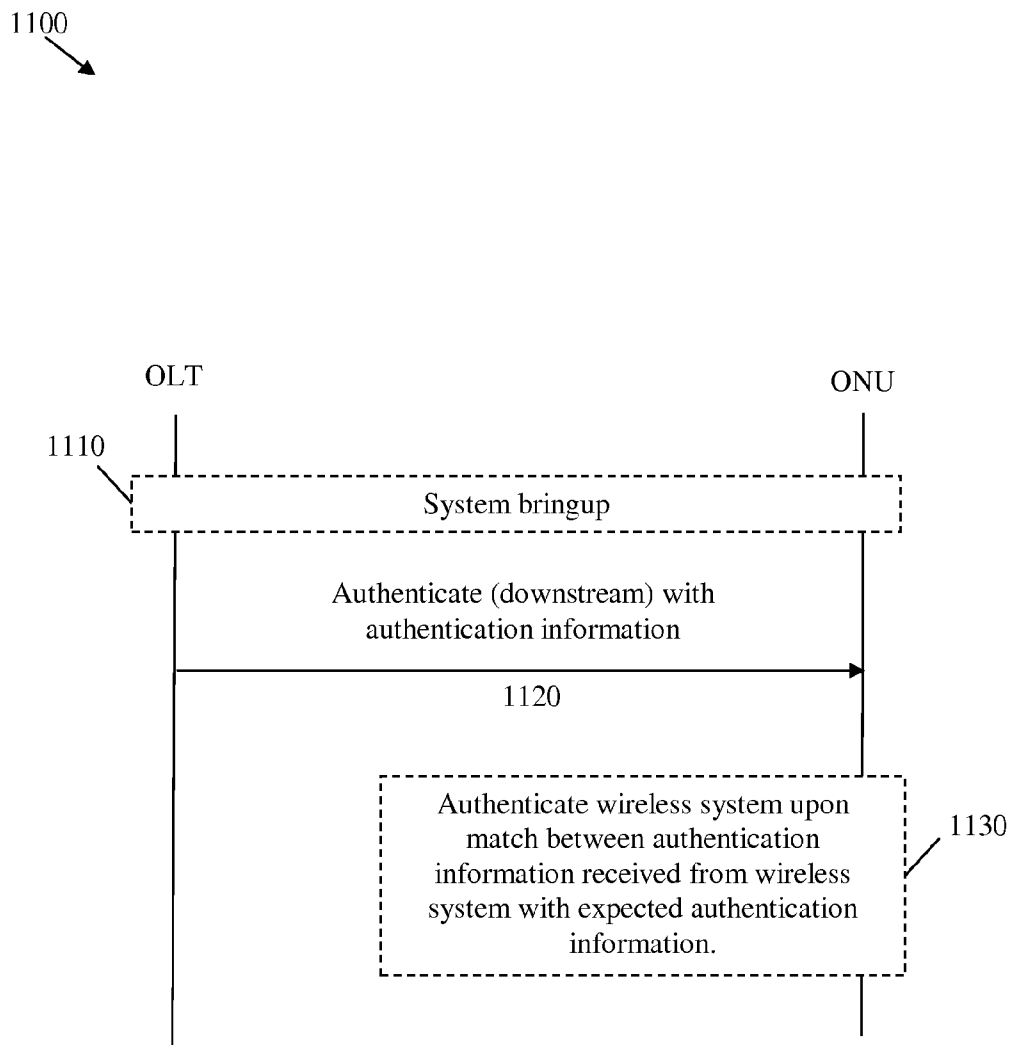 1100
OLT
ONU
1110
System bringup
Authenticate (downstream) with
authentication information
1120
Authenticate wireless system upon
match between authentication
information received from wireless
system with expected authentication
information.
1130